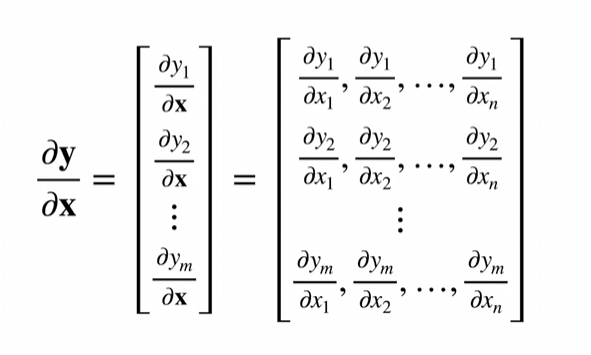 $$\frac{\partial \mathbf{y}}{\partial \mathbf{x}} = \begin{bmatrix} \frac{\partial y_1}{\partial \mathbf{x}} \\ \frac{\partial y_2}{\partial \mathbf{x}} \\ \vdots \\ \frac{\partial y_m}{\partial \mathbf{x}} \end{bmatrix} = \begin{bmatrix} \frac{\partial y_1}{\partial x_1}, \frac{\partial y_1}{\partial x_2}, \ldots, \frac{\partial y_1}{\partial x_n} \\ \frac{\partial y_2}{\partial x_1}, \frac{\partial y_2}{\partial x_2}, \ldots, \frac{\partial y_2}{\partial x_n} \\ \vdots \\ \frac{\partial y_m}{\partial x_1}, \frac{\partial y_m}{\partial x_2}, \ldots, \frac{\partial y_m}{\partial x_n} \end{bmatrix}$$